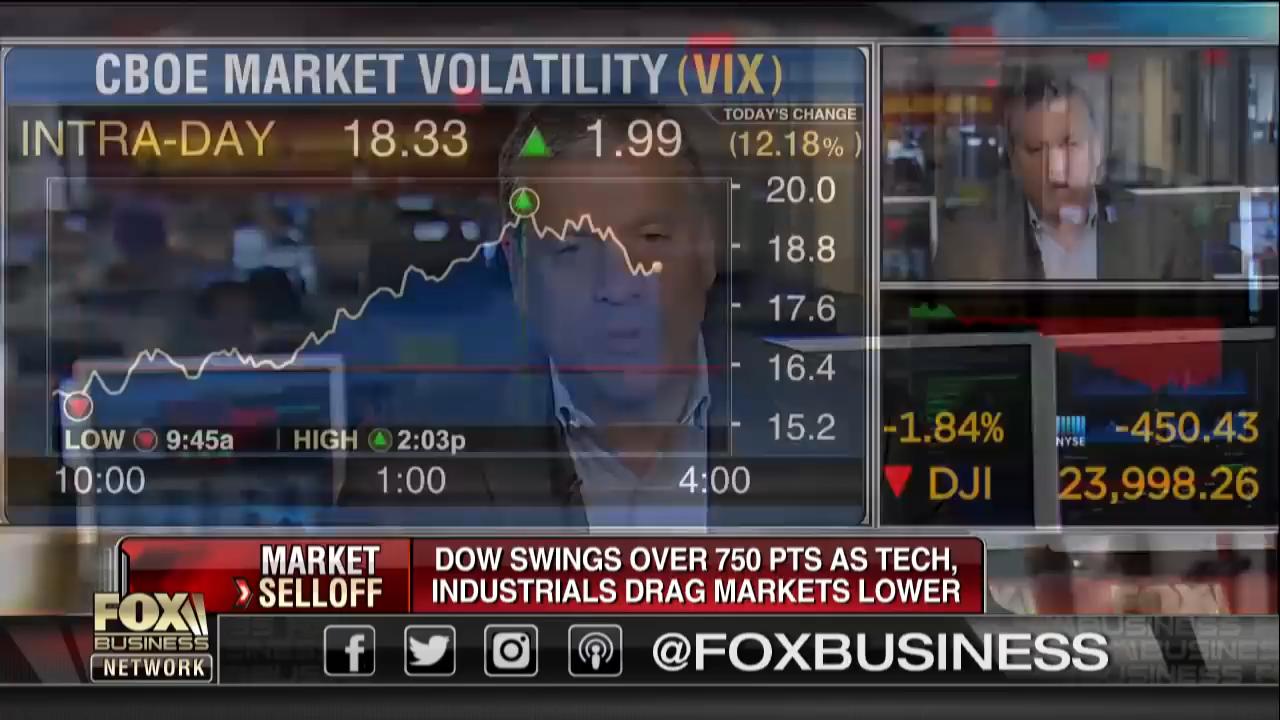 CBOE MARKET VOLATILITY (VIX)
TODAY'S CHANGE
INTRA-DAY 18.33 1.99 (12.18%)
20.0
18.8
17.6
16.4
15.2
LOW 9:45a | HIGH 2:03p
10:00 1:00 4:00
-1.84% NYSE -450.43
DJI 23,998.26
MARKET
SELLOFF
DOW SWINGS OVER 750 PTS AS TECH,
INDUSTRIALS DRAG MARKETS LOWER
FOX
BUSINESS
NETWORK
@FOXBUSINESS
BUSINESS
BUSINESS
BUSINESS